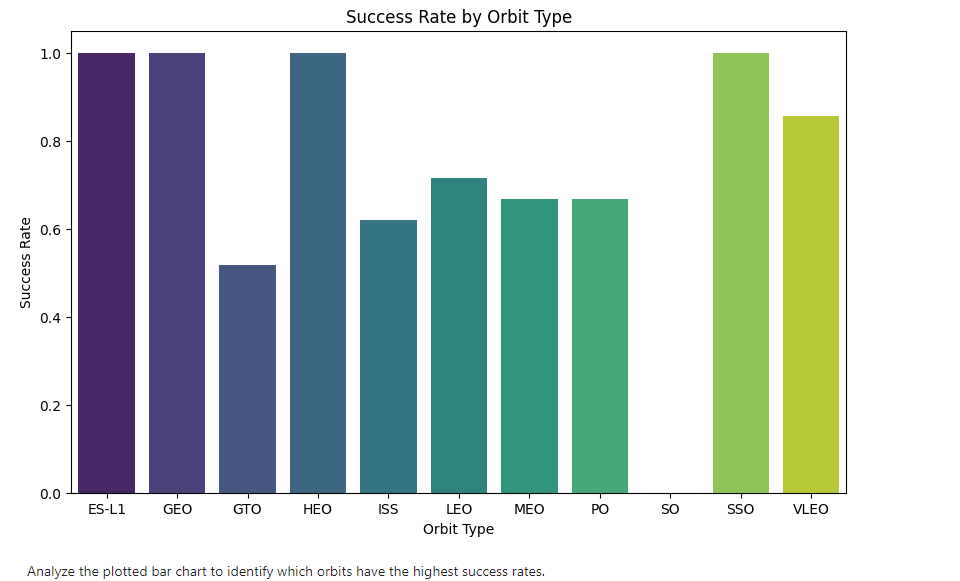 Success Rate by Orbit Type
Success Rate
1.0
0.8
0.6
0.4
0.2
0.0
ES-L1 GEO GTO HEO ISS LEO MEO PO SO SSO VLEO
Orbit Type
Analyze the plotted bar chart to identify which orbits have the highest success rates.